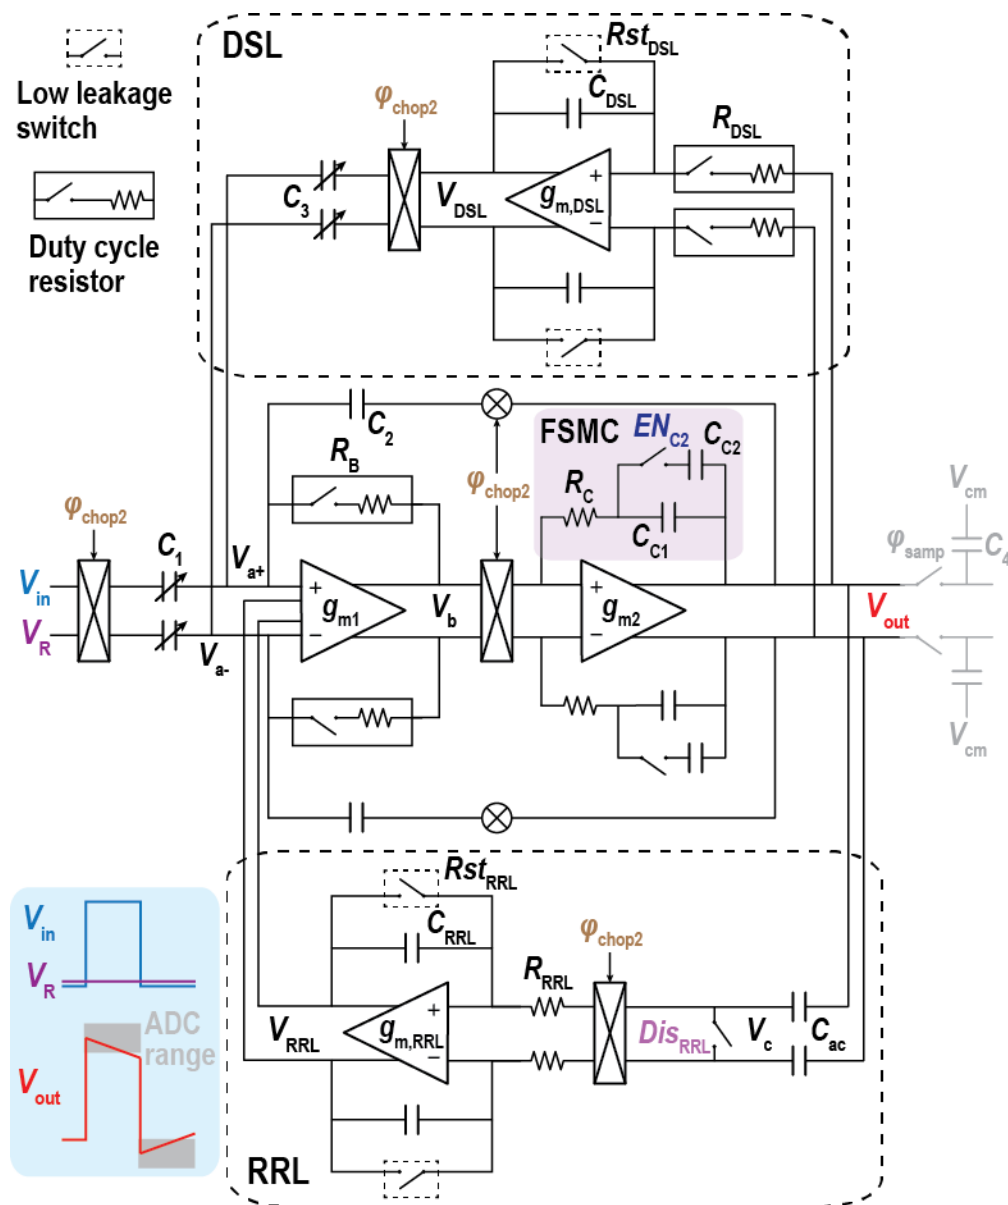 DSL
Rst_DSL
Low leakage
switch
C_DSL
φ_chop2
R_DSL
C_3
V_DSL
+
g_m,DSL
−
Duty cycle
resistor
C_2
FSMC
EN_C2
C_C2
R_B
φ_chop2
R_C
C_C1
V_cm
φ_chop2
C_1
φ_samp
C_4
V_in
V_a+
+
g_m1
−
V_b
+
g_m2
−
V_out
V_R
V_a-
V_cm
Rst_RRL
V_in
C_RRL
φ_chop2
V_R
R_RRL
ADC
range
V_RRL
+
g_m,RRL
−
Dis_RRL
V_c
C_ac
V_out
RRL